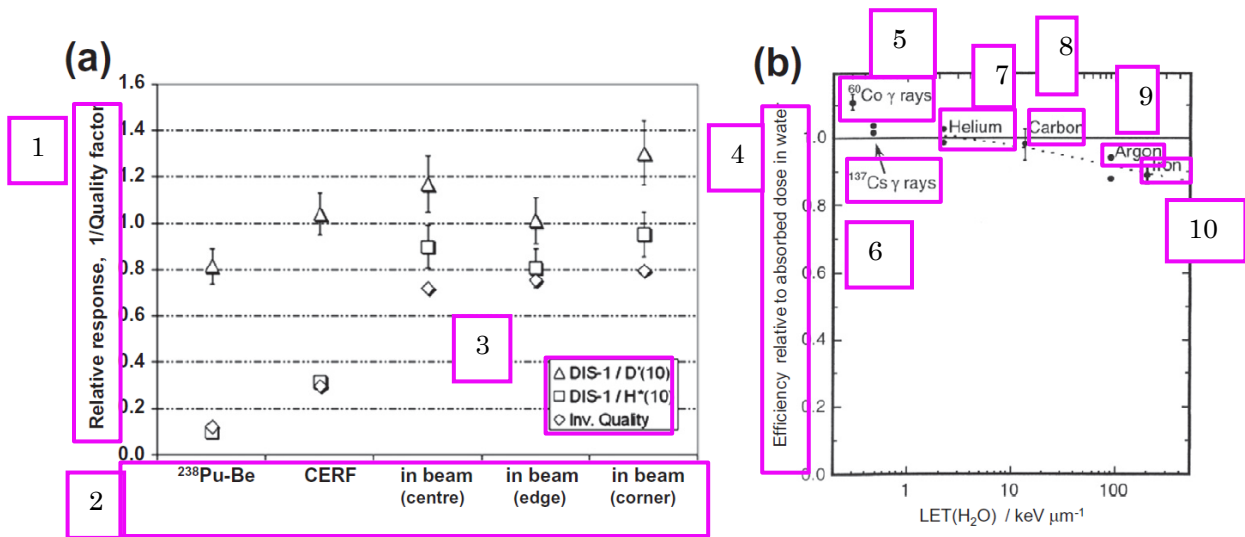 (a)
1
Relative response, 1/Quality factor
1.6
1.4
1.2
1.0
0.8
0.6
0.4
0.2
0.0
3
DIS-1 / D*(10)
DIS-1 / H*(10)
Inv. Quality
2
²³⁸Pu-Be
CERF
in beam
(centre)
in beam
(edge)
in beam
(corner)
(b)
5
7
8
9
4
Efficiency relative to absorbed dose in water
⁶⁰Co γ rays
1.0
Helium
Carbon
Argon
Iron
¹³⁷Cs γ rays
6
10
0.8
0.6
0.4
0.2
0.0
1
10
100
LET(H₂O) / keV μm⁻¹